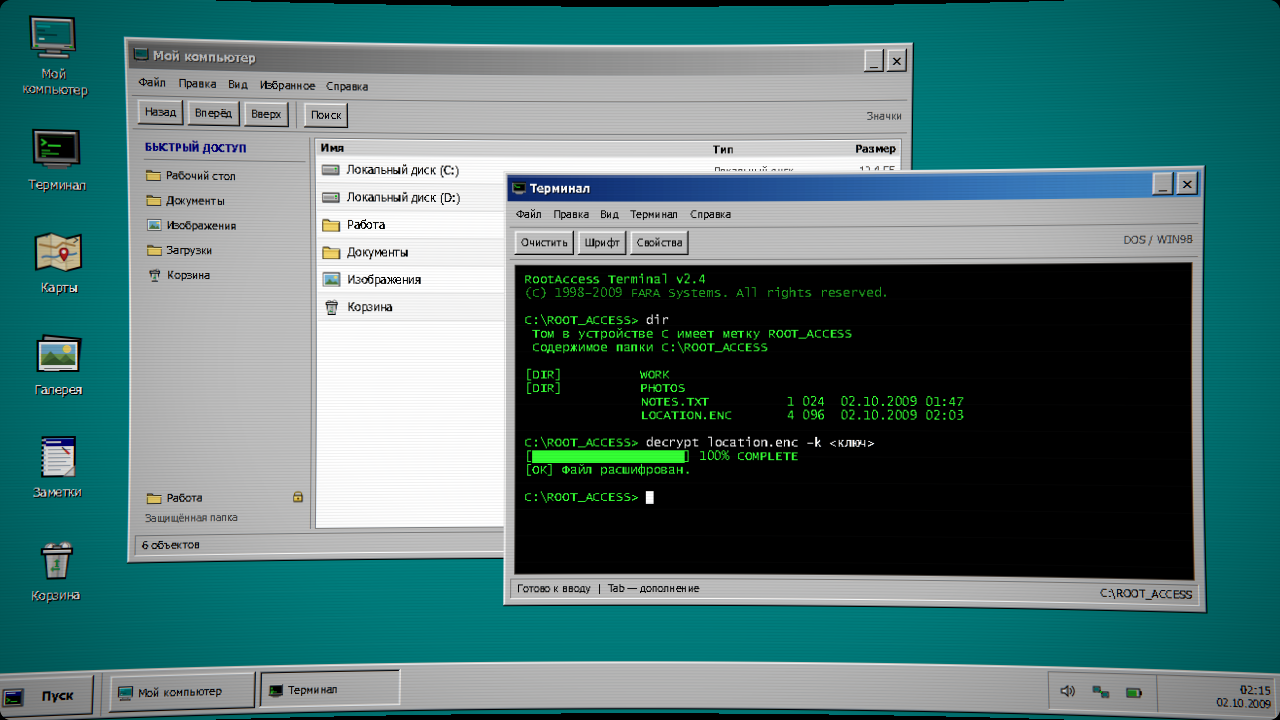 Мой компьютер
Терминал
Карты
Галерея
Заметки
Корзина
Мой компьютер
Файл Правка Вид Избранное Справка
Назад Вперёд Вверх Поиск Значки
БЫСТРЫЙ ДОСТУП
Рабочий стол
Документы
Изображения
Загрузки
Корзина
Работа
Защищённая папка
Имя Тип Размер
Локальный диск (C:) Локальный диск
Локальный диск (D:)
Работа
Документы
Изображения
Корзина
6 объектов
Терминал
Файл Правка Вид Терминал Справка
Очистить Шрифт Свойства DOS / WIN98
RootAccess Terminal v2.4
(c) 1998-2009 FARA Systems. All rights reserved.
C:\ROOT_ACCESS> dir
Том в устройстве C имеет метку ROOT_ACCESS
Содержимое папки C:\ROOT_ACCESS
[DIR] WORK
[DIR] PHOTOS
NOTES.TXT 1 024 02.10.2009 01:47
LOCATION.ENC 4 096 02.10.2009 02:03
C:\ROOT_ACCESS> decrypt location.enc -k <ключ>
[ ] 100% COMPLETE
[OK] Файл расшифрован.
C:\ROOT_ACCESS>
Готово к вводу | Tab — дополнение C:\ROOT_ACCESS
Пуск Мой компьютер Терминал
02:15
02.10.2009